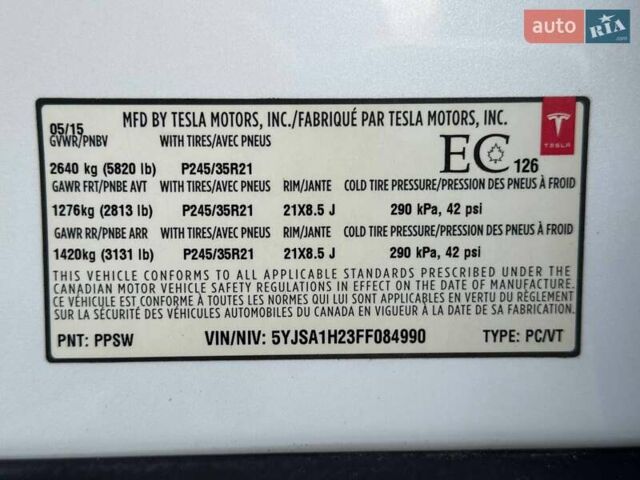 auto RIA.com
MFD BY TESLA MOTORS, INC./FABRIQUÉ PAR TESLA MOTORS, INC.
05/15
GVWR/PNBV WITH TIRES/AVEC PNEUS
TESLA
EC 126
2640 kg (5820 lb) P245/35R21
GAWR FRT/PNBE AVT WITH TIRES/AVEC PNEUS RIM/JANTE COLD TIRE PRESSURE/PRESSION DES PNEUS À FROID
1276kg (2813 lb) P245/35R21 21X8.5 J 290 kPa, 42 psi
GAWR RR/PNBE ARR WITH TIRES/AVEC PNEUS RIM/JANTE COLD TIRE PRESSURE/PRESSION DES PNEUS À FROID
1420kg (3131 lb) P245/35R21 21X8.5 J 290 kPa, 42 psi
THIS VEHICLE CONFORMS TO ALL APPLICABLE STANDARDS PRESCRIBED UNDER THE
CANADIAN MOTOR VEHICLE SAFETY REGULATIONS IN EFFECT ON THE DATE OF MANUFACTURE.
CE VÉHICULE EST CONFORME À TOUTES LES NORMES QUI LUI SONT APPLICABLES EN VERTU DU RÈGLEMENT
SUR LA SÉCURITÉ DES VÉHICULES AUTOMOBILES DU CANADA EN VIGUEUR À LA DATE DE SA FABRICATION.
PNT: PPSW VIN/NIV: 5YJSA1H23FF084990 TYPE: PC/VT